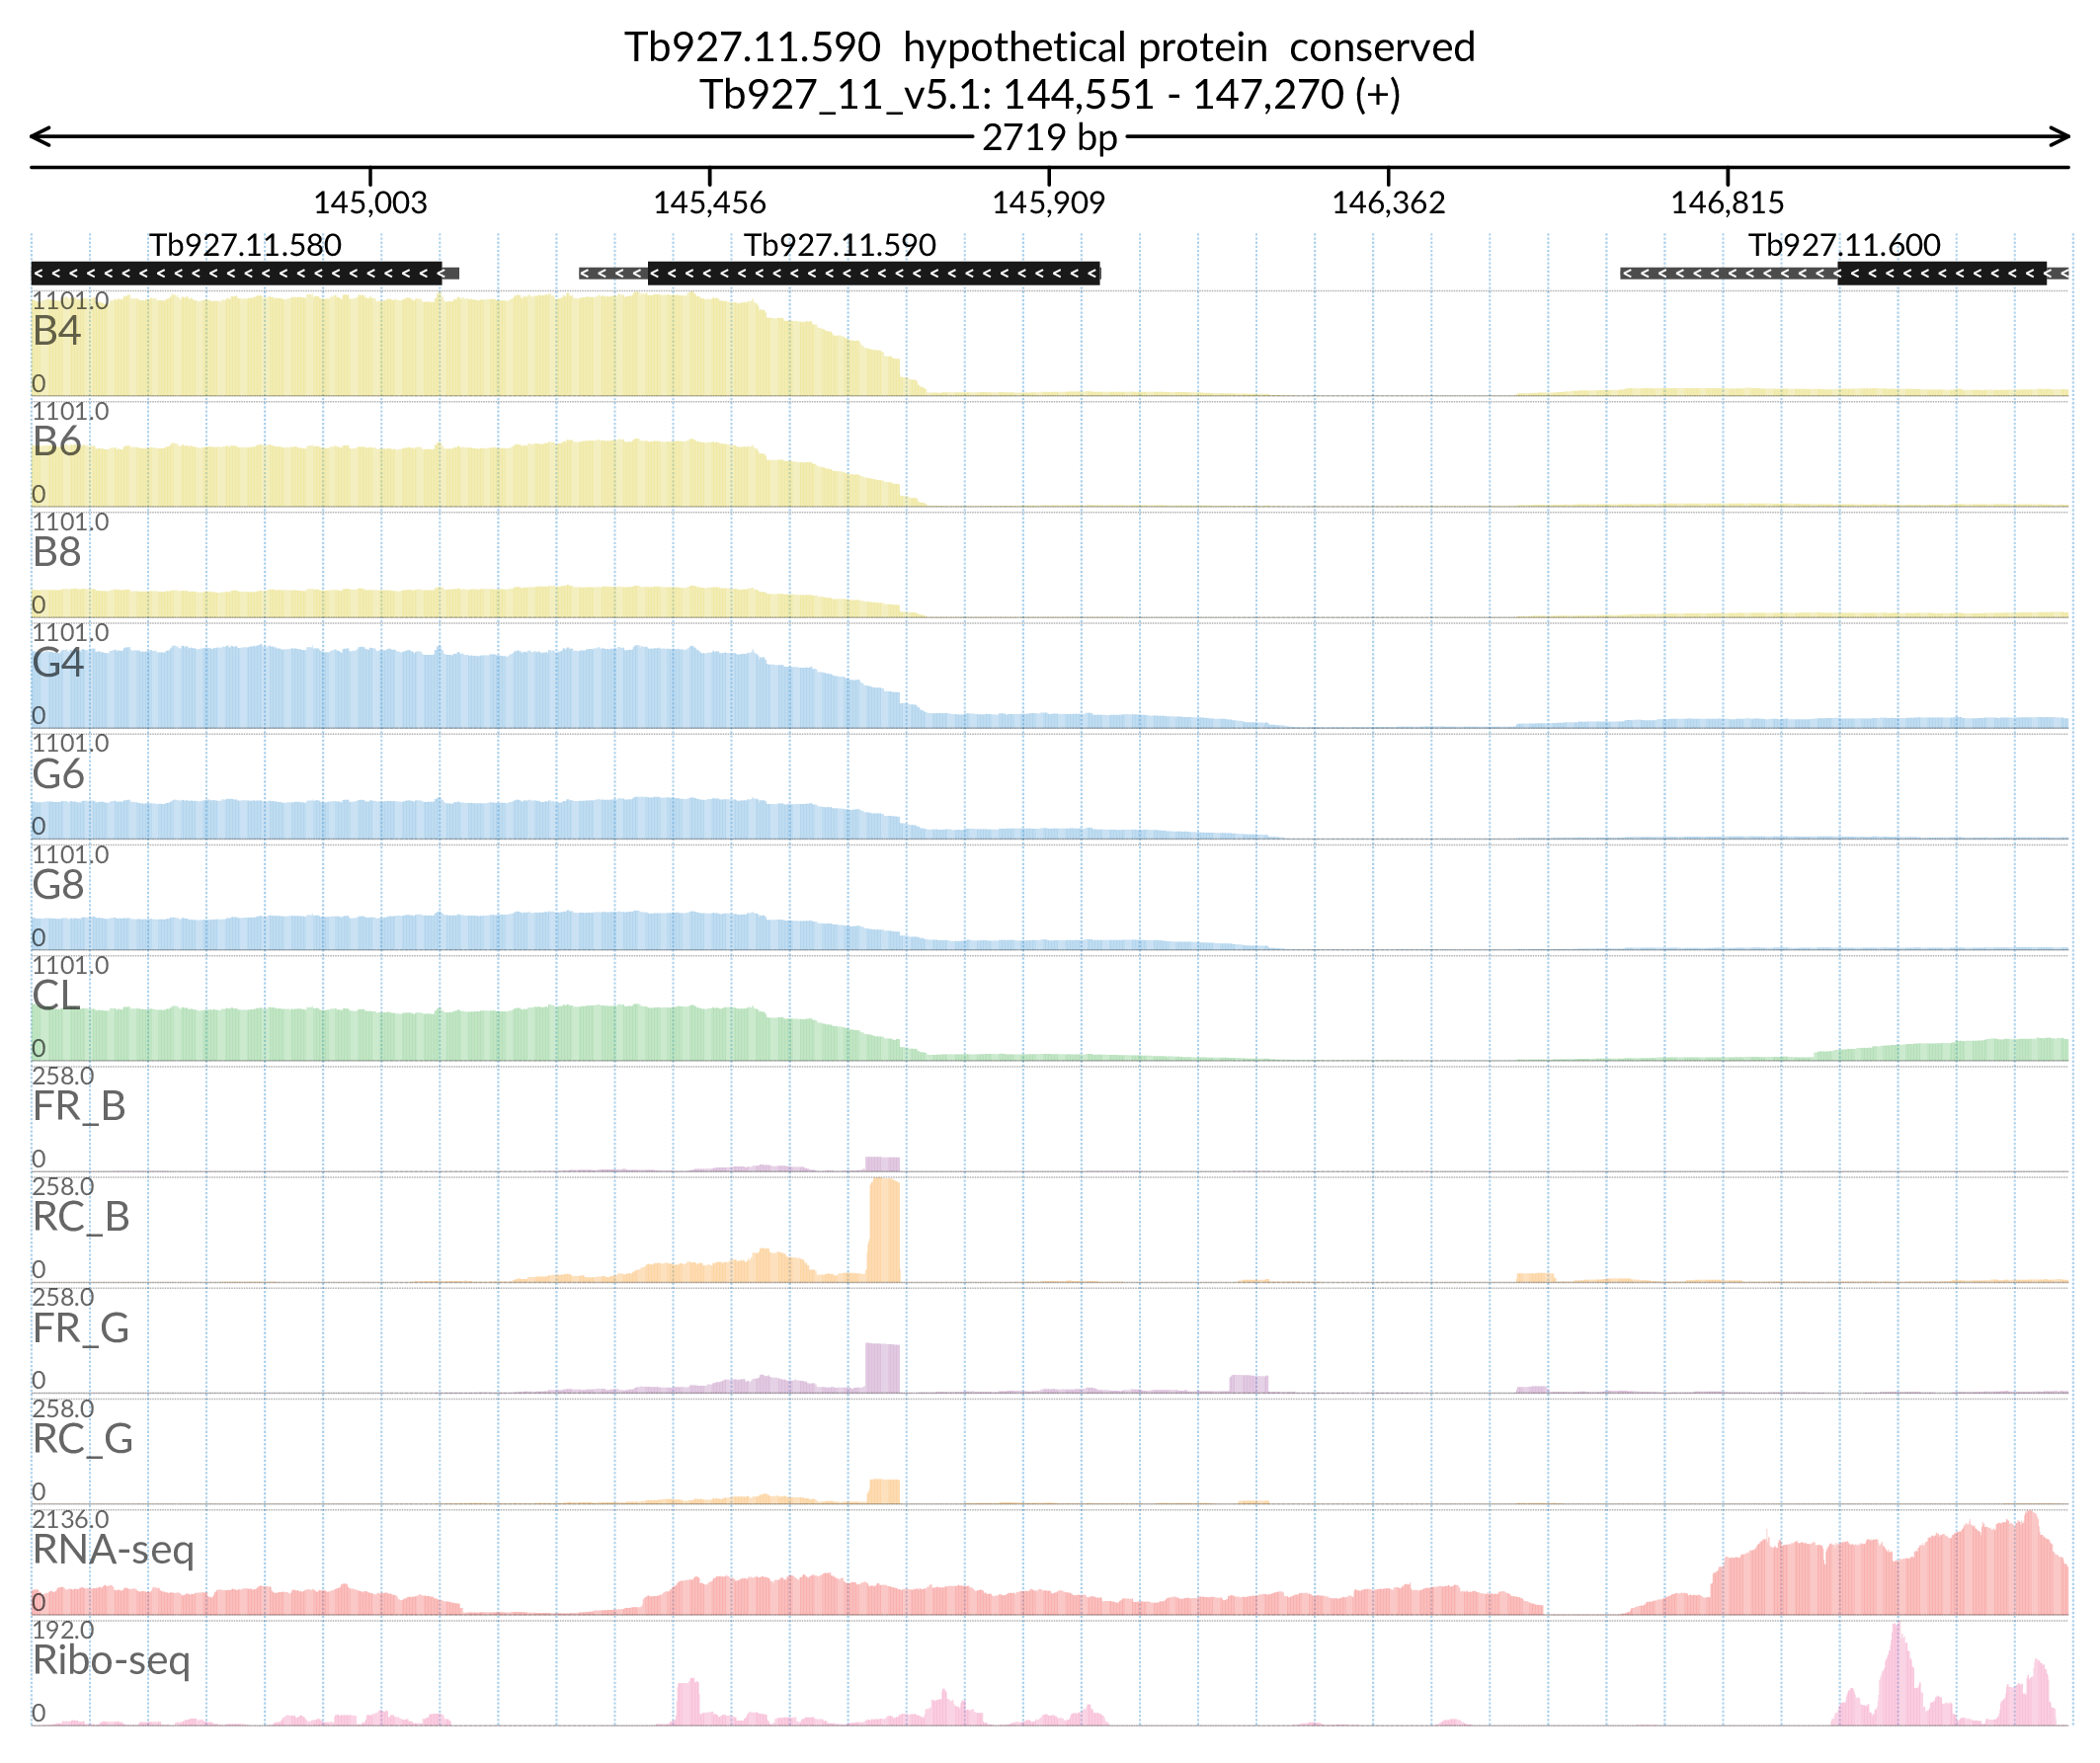 Tb927.11.590  hypothetical protein  conserved
Tb927_11_v5.1: 144,551 - 147,270 (+)
2719 bp
145,003 145,456 145,909 146,362 146,815
Tb927.11.580 Tb927.11.590 Tb927.11.600
1101.0
B4
0
1101.0
B6
0
1101.0
B8
0
1101.0
G4
0
1101.0
G6
0
1101.0
G8
0
1101.0
CL
0
258.0
FR_B
0
258.0
RC_B
0
258.0
FR_G
0
258.0
RC_G
0
2136.0
RNA-seq
0
192.0
Ribo-seq
0